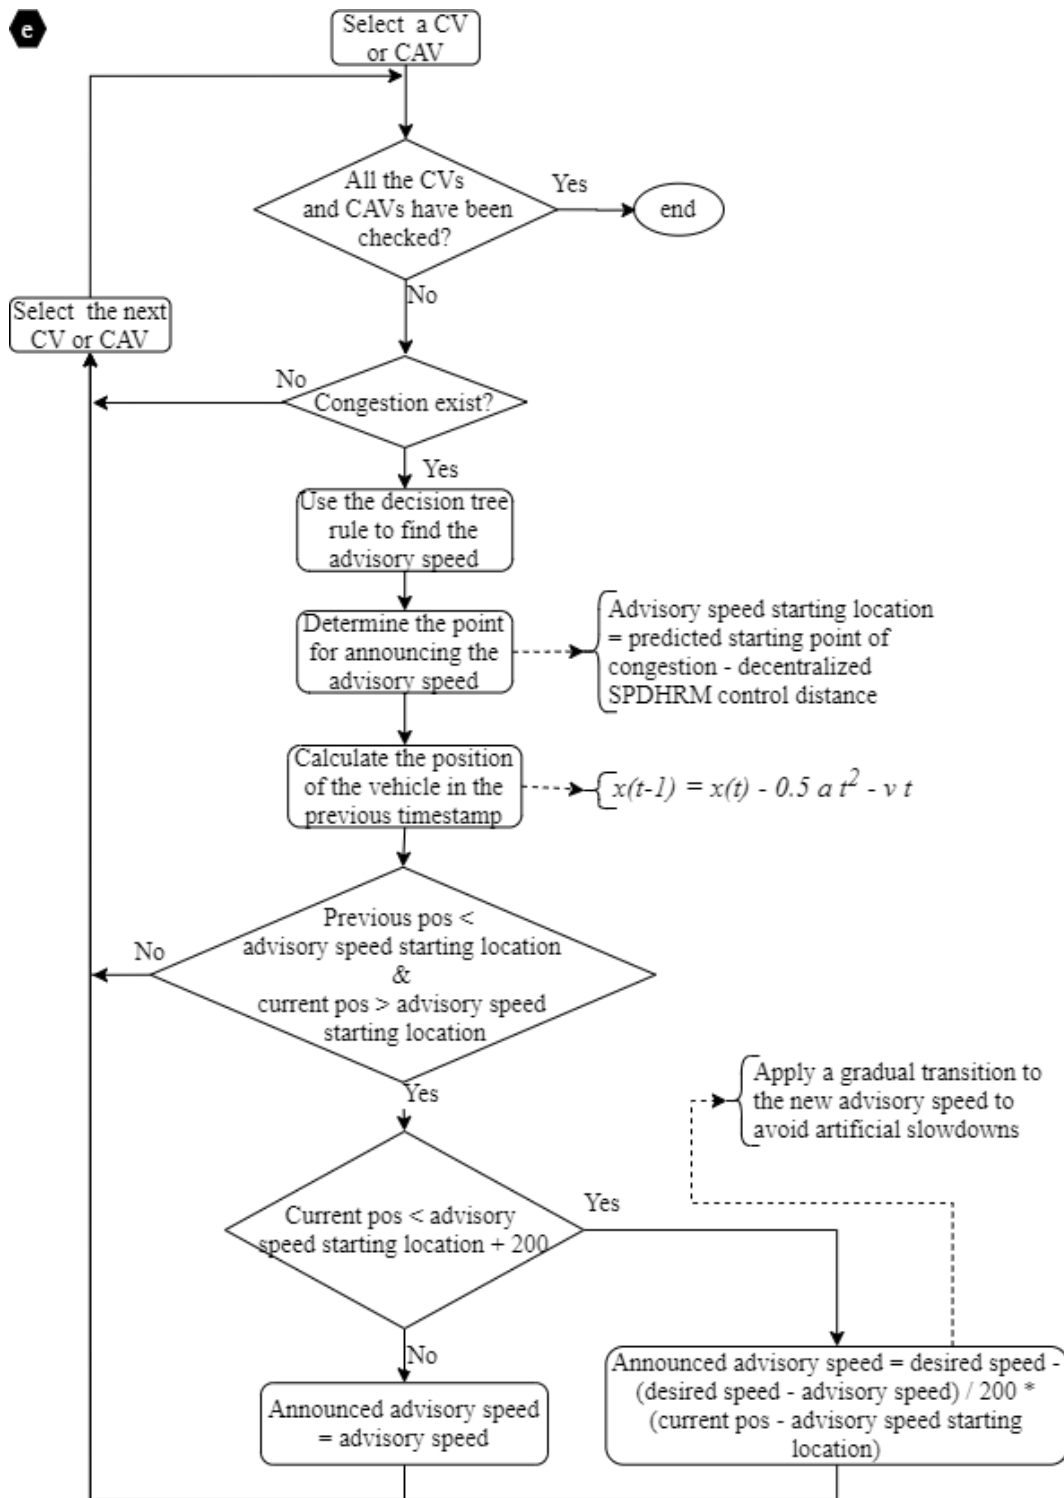 e
Select a CV
or CAV
All the CVs
and CAVs have been
checked?
Yes
end
No
Select the next
CV or CAV
No
Congestion exist?
Yes
Use the decision tree
rule to find the
advisory speed
Determine the point
for announcing the
advisory speed
Advisory speed starting location
= predicted starting point of
congestion - decentralized
SPDHRM control distance
Calculate the position
of the vehicle in the
previous timestamp
x(t-1) = x(t) - 0.5 a t² - v t
Previous pos <
advisory speed starting location
&
current pos > advisory speed
starting location
No
Yes
Apply a gradual transition to
the new advisory speed to
avoid artificial slowdowns
Current pos < advisory
speed starting location + 200
Yes
No
Announced advisory speed
= advisory speed
Announced advisory speed = desired speed -
(desired speed - advisory speed) / 200 *
(current pos - advisory speed starting
location)